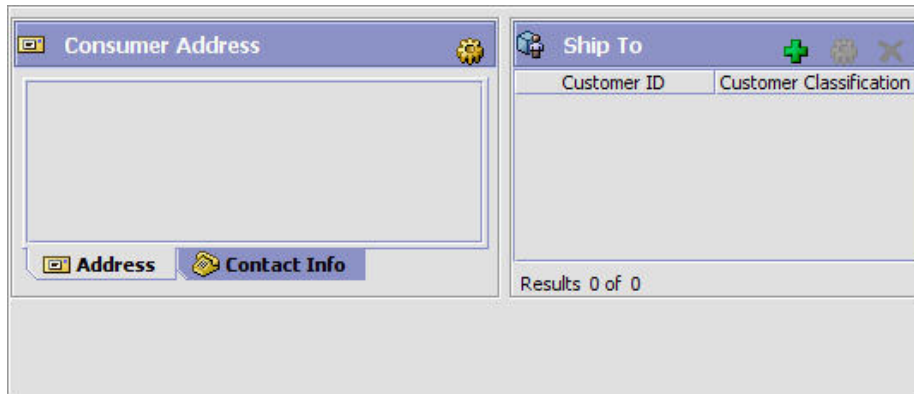 Consumer Address
Address
Contact Info
Ship To
Customer ID
Customer Classification
Results 0 of 0